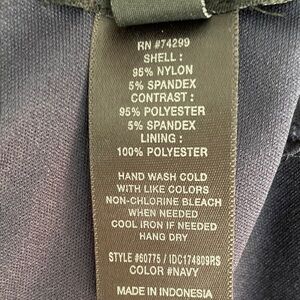 RN #74299
SHELL :
95% NYLON
5% SPANDEX
CONTRAST :
95% POLYESTER
5% SPANDEX
LINING :
100% POLYESTER
HAND WASH COLD
WITH LIKE COLORS
NON-CHLORINE BLEACH
WHEN NEEDED
COOL IRON IF NEEDED
HANG DRY
STYLE #60775 / IDC174809RS
COLOR #NAVY
MADE IN INDONESIA